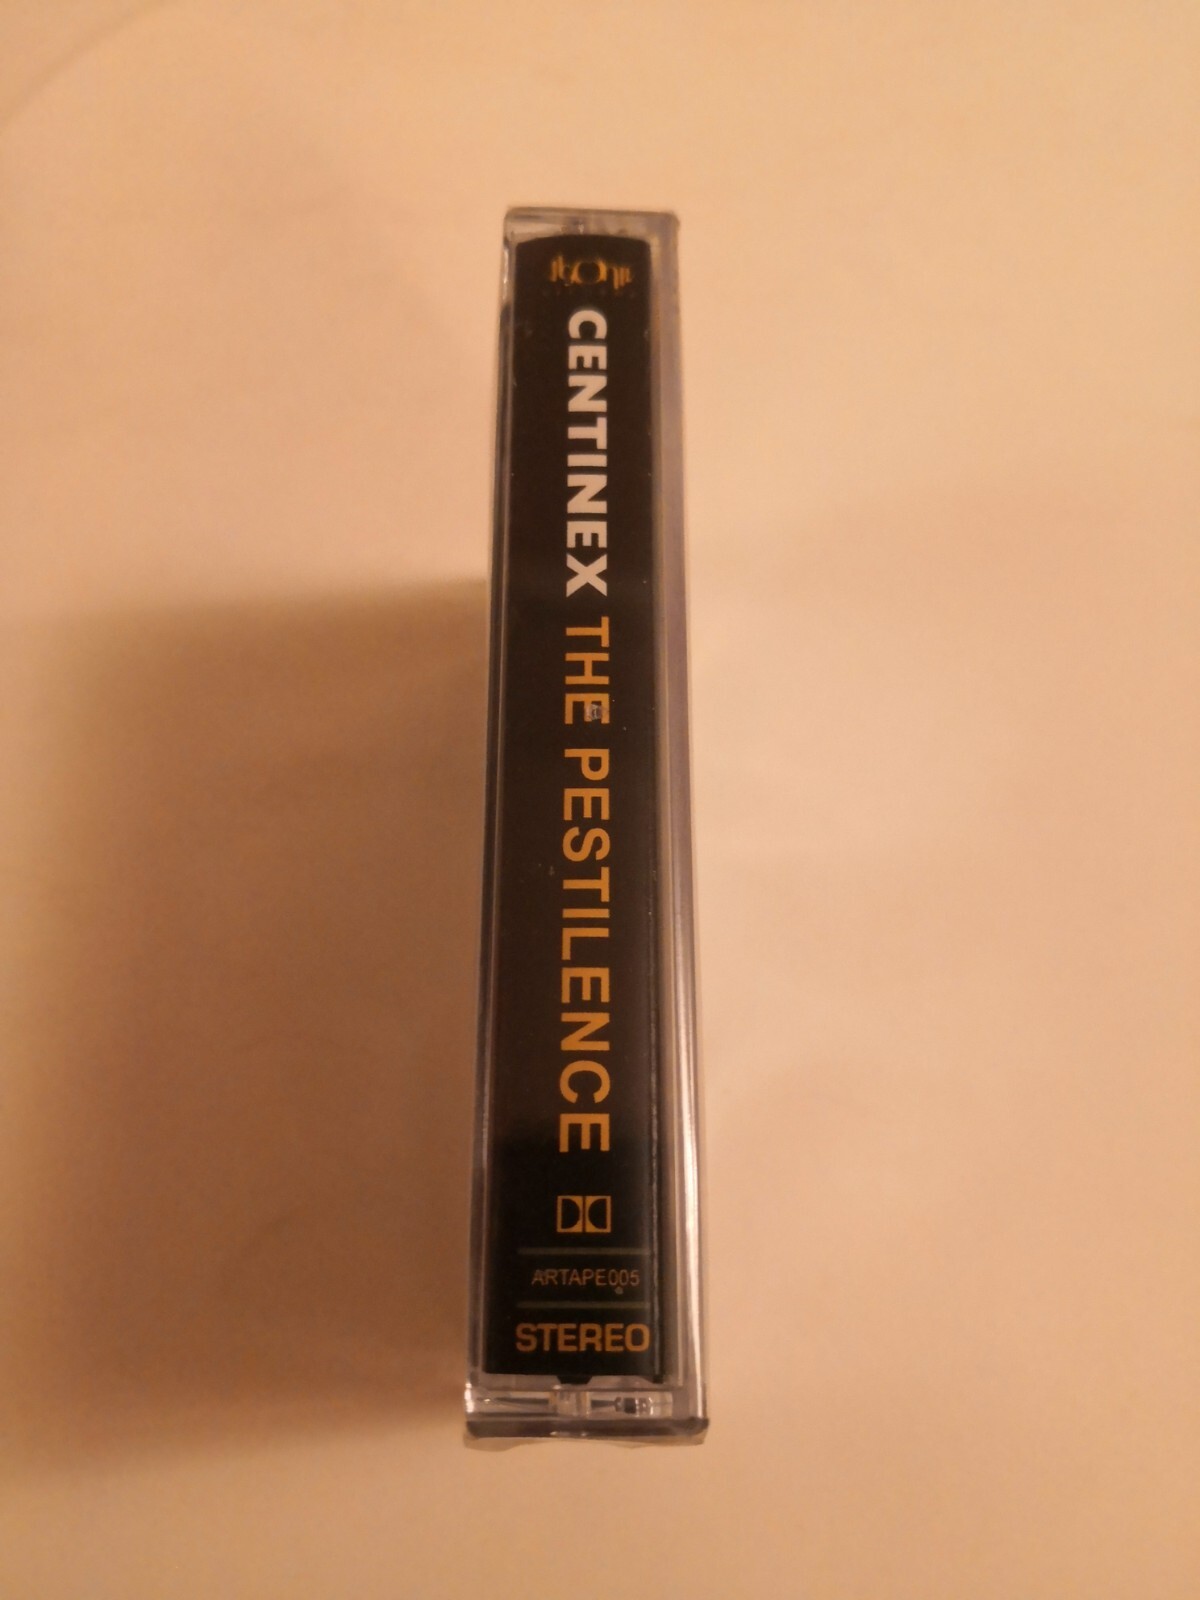 CENTINEX THE PESTILENCE
ARTAPE005
STEREO